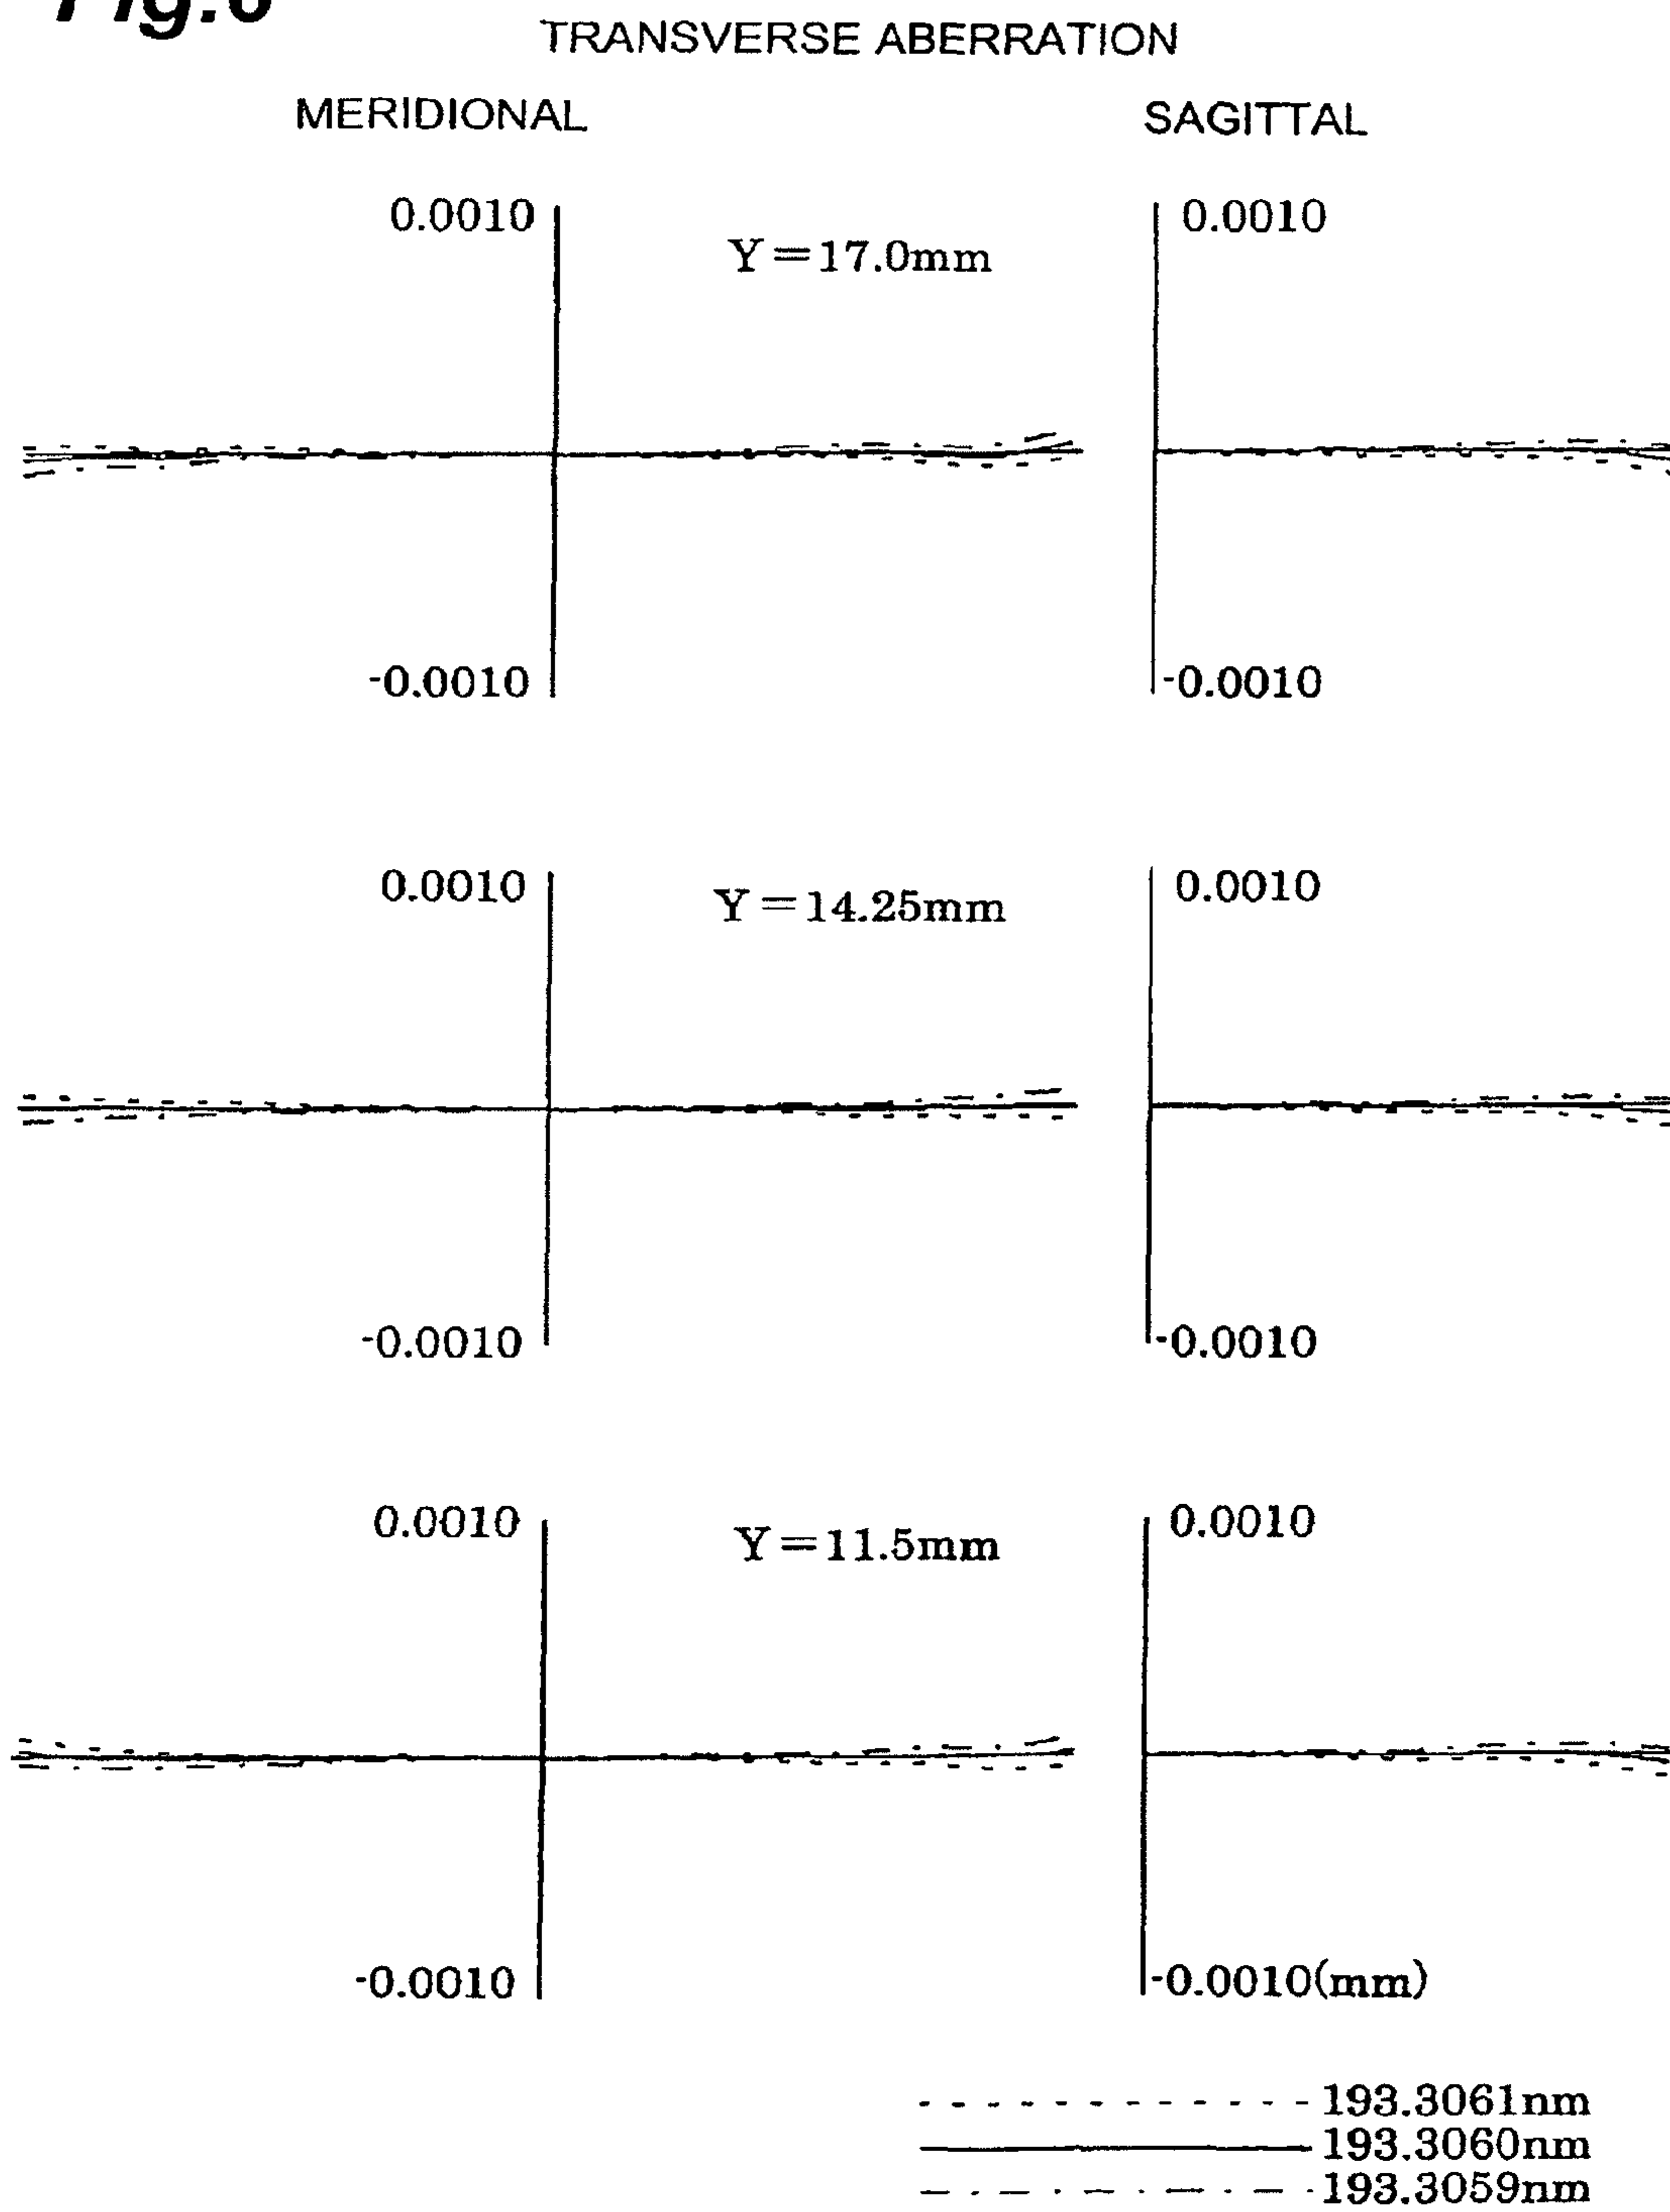 TRANSVERSE ABERRATION
MERIDIONAL SAGITTAL
0.0010 Y=17.0mm 0.0010
-0.0010 -0.0010
0.0010 Y=14.25mm 0.0010
-0.0010 -0.0010
0.0010 Y=11.5mm 0.0010
-0.0010 -0.0010(mm)
193.3061nm
193.3060nm
193.3059nm